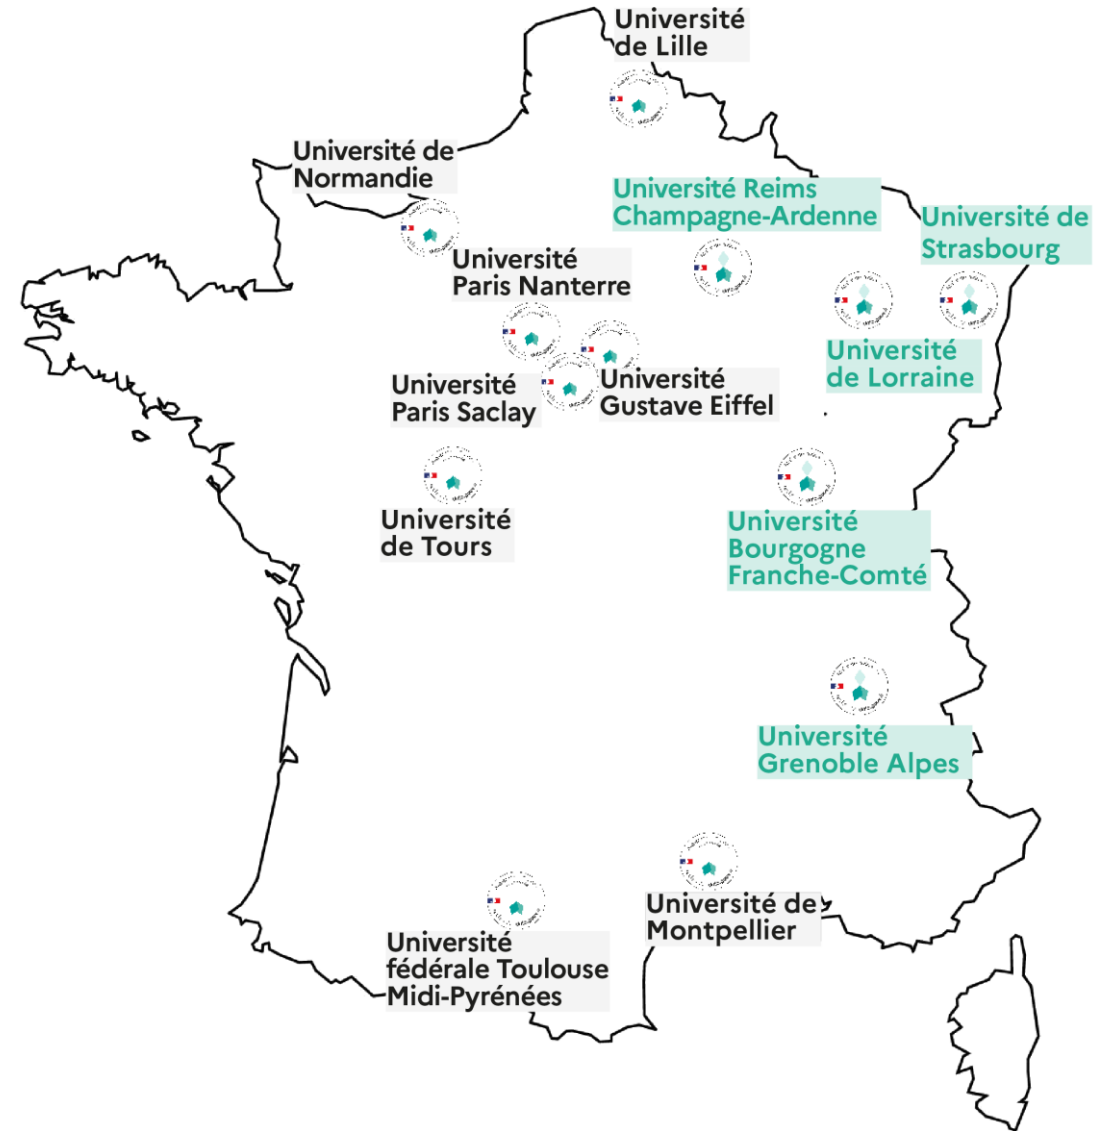 Université
de Lille
Université de
Normandie
Université Reims
Champagne-Ardenne
Université de
Strasbourg
Université
Paris Nanterre
Université
de Lorraine
Université
Paris Saclay
Université
Gustave Eiffel
Université
de Tours
Université
Bourgogne
Franche-Comté
Université
Grenoble Alpes
Université de
Montpellier
Université
fédérale Toulouse
Midi-Pyrénées